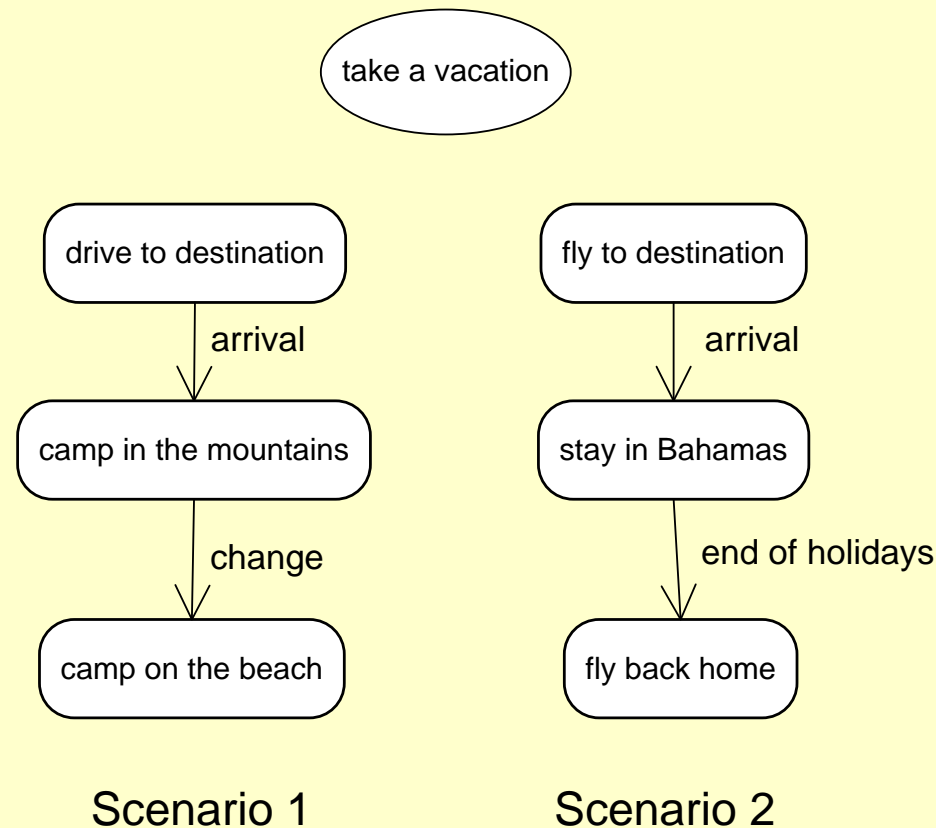 take a vacation
drive to destination
arrival
camp in the mountains
change
camp on the beach
Scenario 1
fly to destination
arrival
stay in Bahamas
end of holidays
fly back home
Scenario 2